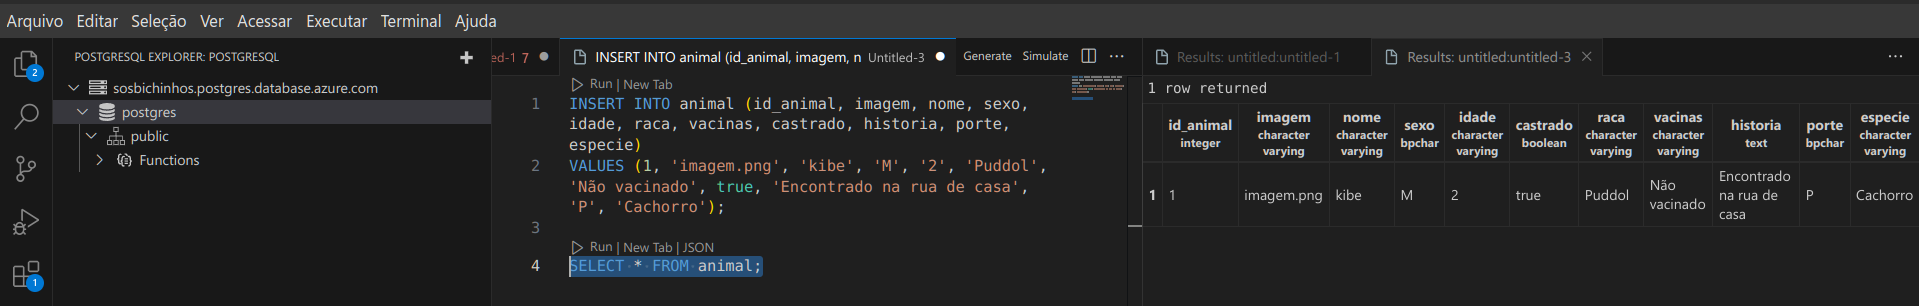 Arquivo Editar Seleção Ver Acessar Executar Terminal Ajuda
2
1
POSTGRESQL EXPLORER: POSTGRESQL
sosbichinhos.postgres.database.azure.com
postgres
public
Functions
ed-1 7
INSERT INTO animal (id_animal, imagem, n Untitled-3
Generate Simulate
Run | New Tab
1 INSERT INTO animal (id_animal, imagem, nome, sexo,
idade, raca, vacinas, castrado, historia, porte,
especie)
2 VALUES (1, 'imagem.png', 'kibe', 'M', '2', 'Puddol',
'Não vacinado', true, 'Encontrado na rua de casa',
'P', 'Cachorro');
3
Run | New Tab | JSON
4 SELECT * FROM animal;
Results: untitled:untitled-1
Results: untitled:untitled-3
1 row returned
id_animal integer
imagem character varying
nome character varying
sexo bpchar
idade character varying
castrado boolean
raca character varying
vacinas character varying
historia text
porte bpchar
especie character varying
1 1 imagem.png kibe M 2 true Puddol Não vacinado Encontrado na rua de casa P Cachorro